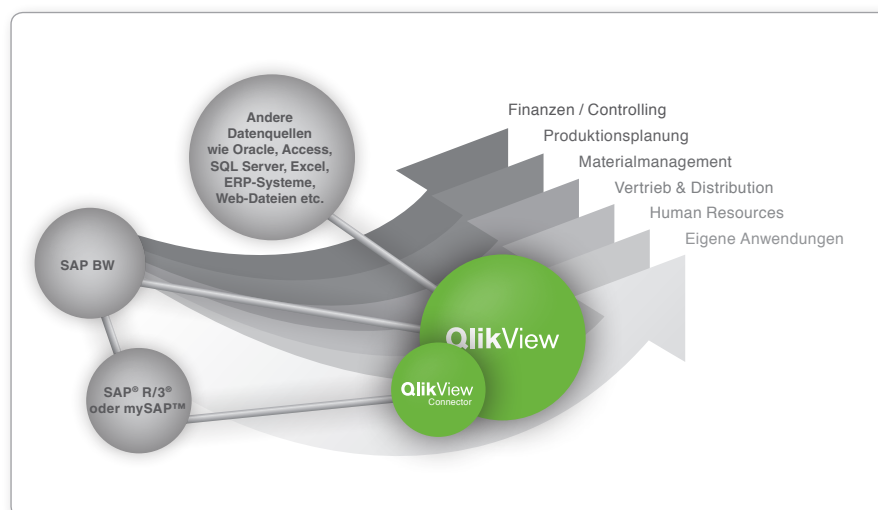 Andere
Datenquellen
wie Oracle, Access,
SQL Server, Excel,
ERP-Systeme,
Web-Dateien etc.
Finanzen / Controlling
Produktionsplanung
Materialmanagement
Vertrieb & Distribution
Human Resources
Eigene Anwendungen
SAP BW
QlikView
SAP® R/3®
oder mySAP™
QlikView
Connector